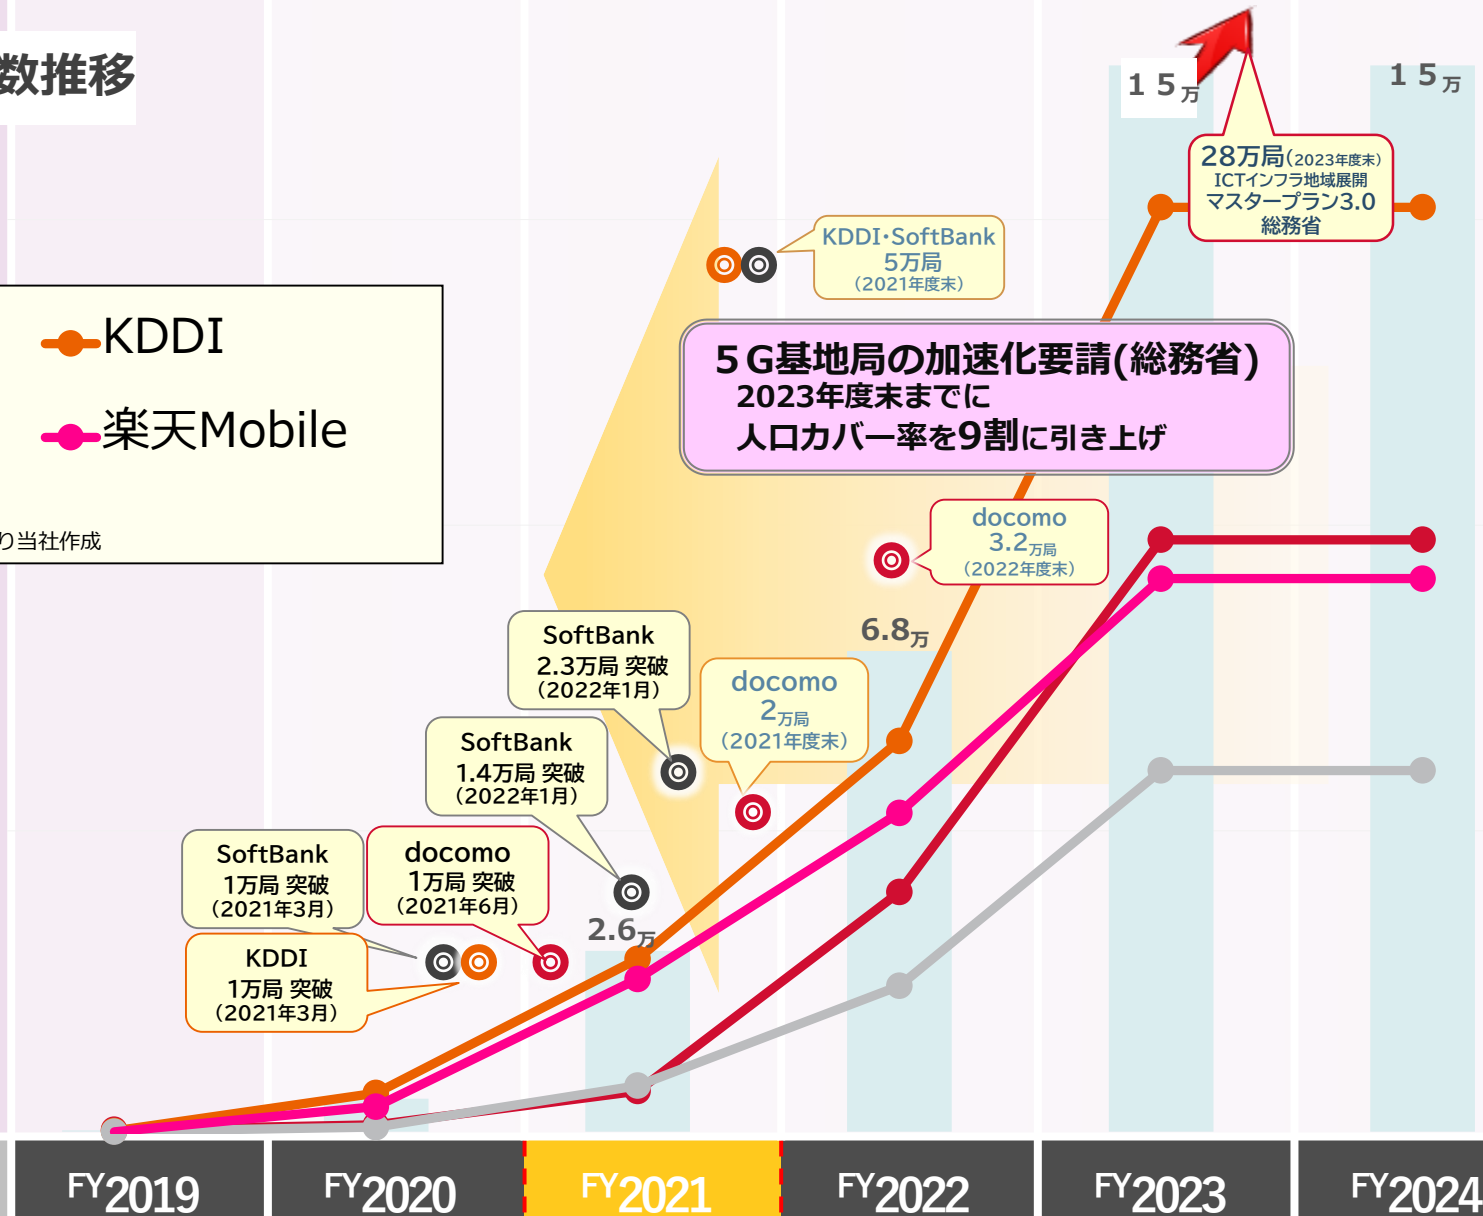 数推移
１５万
１５万
28万局(2023年度末)
ICTインフラ地域展開
マスタープラン3.0
総務省
KDDI･SoftBank
5万局
（2021年度末）
KDDI
楽天Mobile
り当社作成
５G基地局の加速化要請(総務省)
2023年度末までに
人口カバー率を9割に引き上げ
docomo
3.2万局
（2022年度末）
6.8万
SoftBank
2.3万局 突破
（2022年1月）
docomo
2万局
（2021年度末）
SoftBank
1.4万局 突破
（2022年1月）
SoftBank
1万局 突破
（2021年3月）
docomo
1万局 突破
（2021年6月）
2.6万
KDDI
1万局 突破
（2021年3月）
FY2019
FY2020
FY2021
FY2022
FY2023
FY2024